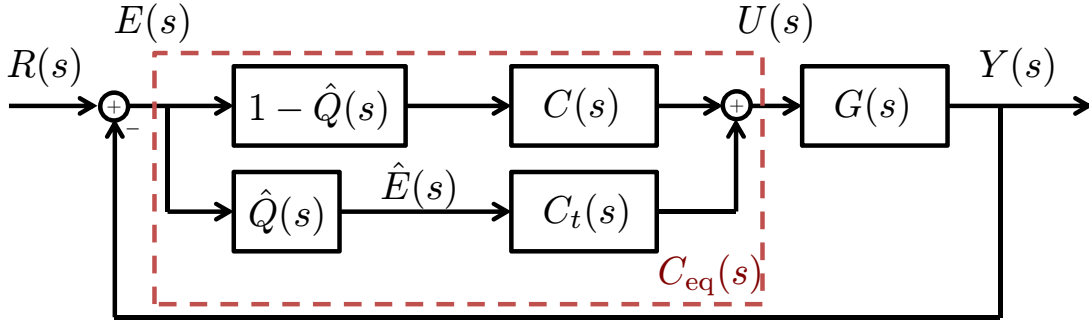 E(s)
U(s)
R(s)
Y(s)
+
−
1 − Q̂(s)
C(s)
+
G(s)
Q̂(s)
Ê(s)
C_t(s)
C_eq(s)